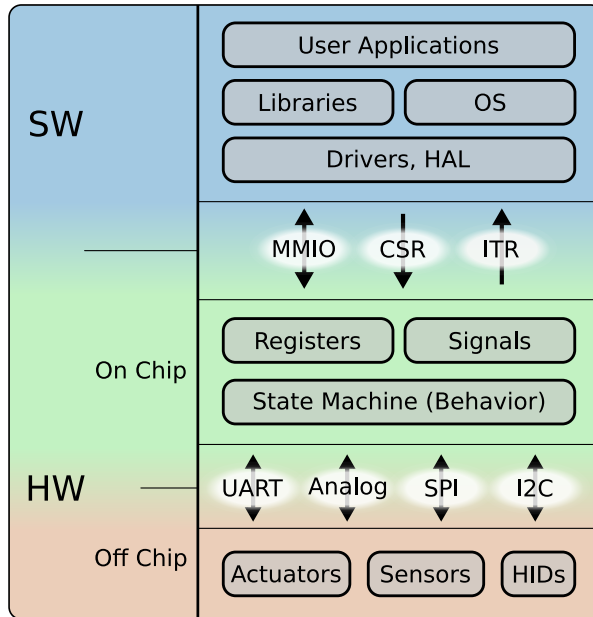 User Applications
Libraries
OS
SW
Drivers, HAL
MMIO
CSR
ITR
Registers
Signals
On Chip
State Machine (Behavior)
HW
UART
Analog
SPI
I2C
Off Chip
Actuators
Sensors
HIDs